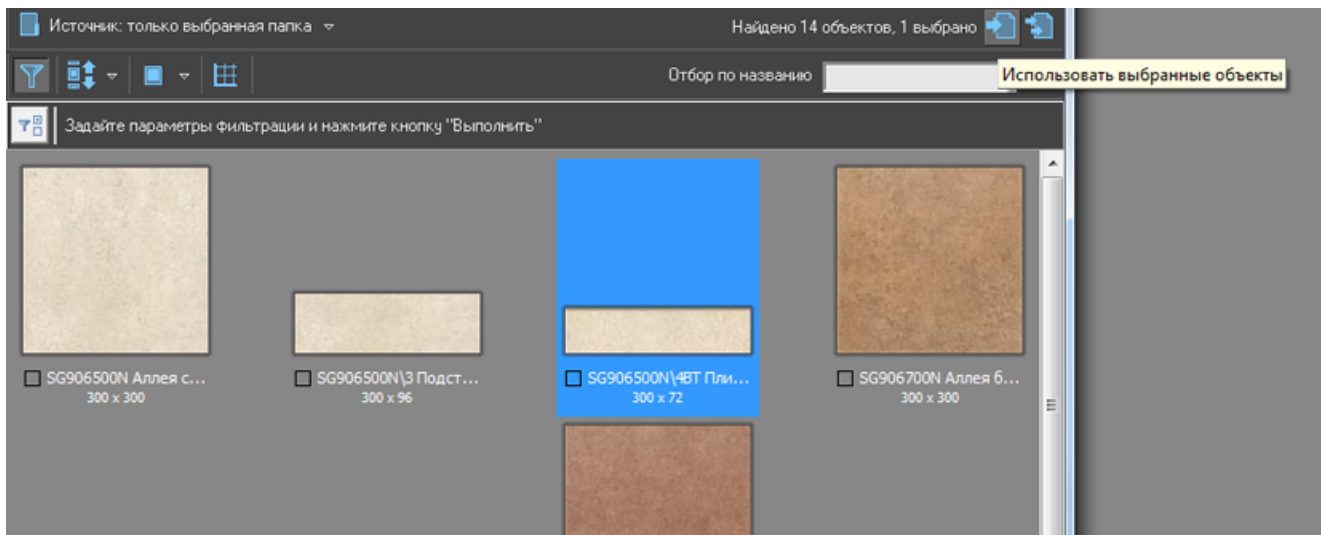 Источник: только выбранная папка
Найдено 14 объектов, 1 выбрано
Отбор по названию
Использовать выбранные объекты
Задайте параметры фильтрации и нажмите кнопку "Выполнить"
SG906500N Аллея с...
300 x 300
SG906500N\3 Подст...
300 x 96
SG906500N\4BT Пли...
300 x 72
SG906700N Аллея б...
300 x 300